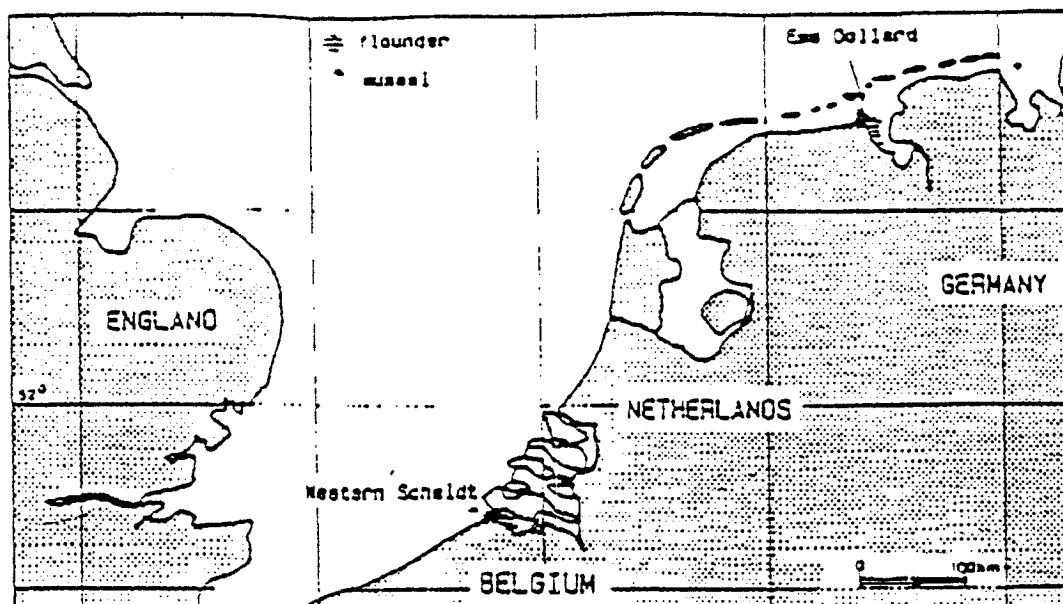 flounder
Ems Dollard
mussel
GERMANY
ENGLAND
52°
NETHERLANDS
Western Scheldt
0 100km
BELGIUM